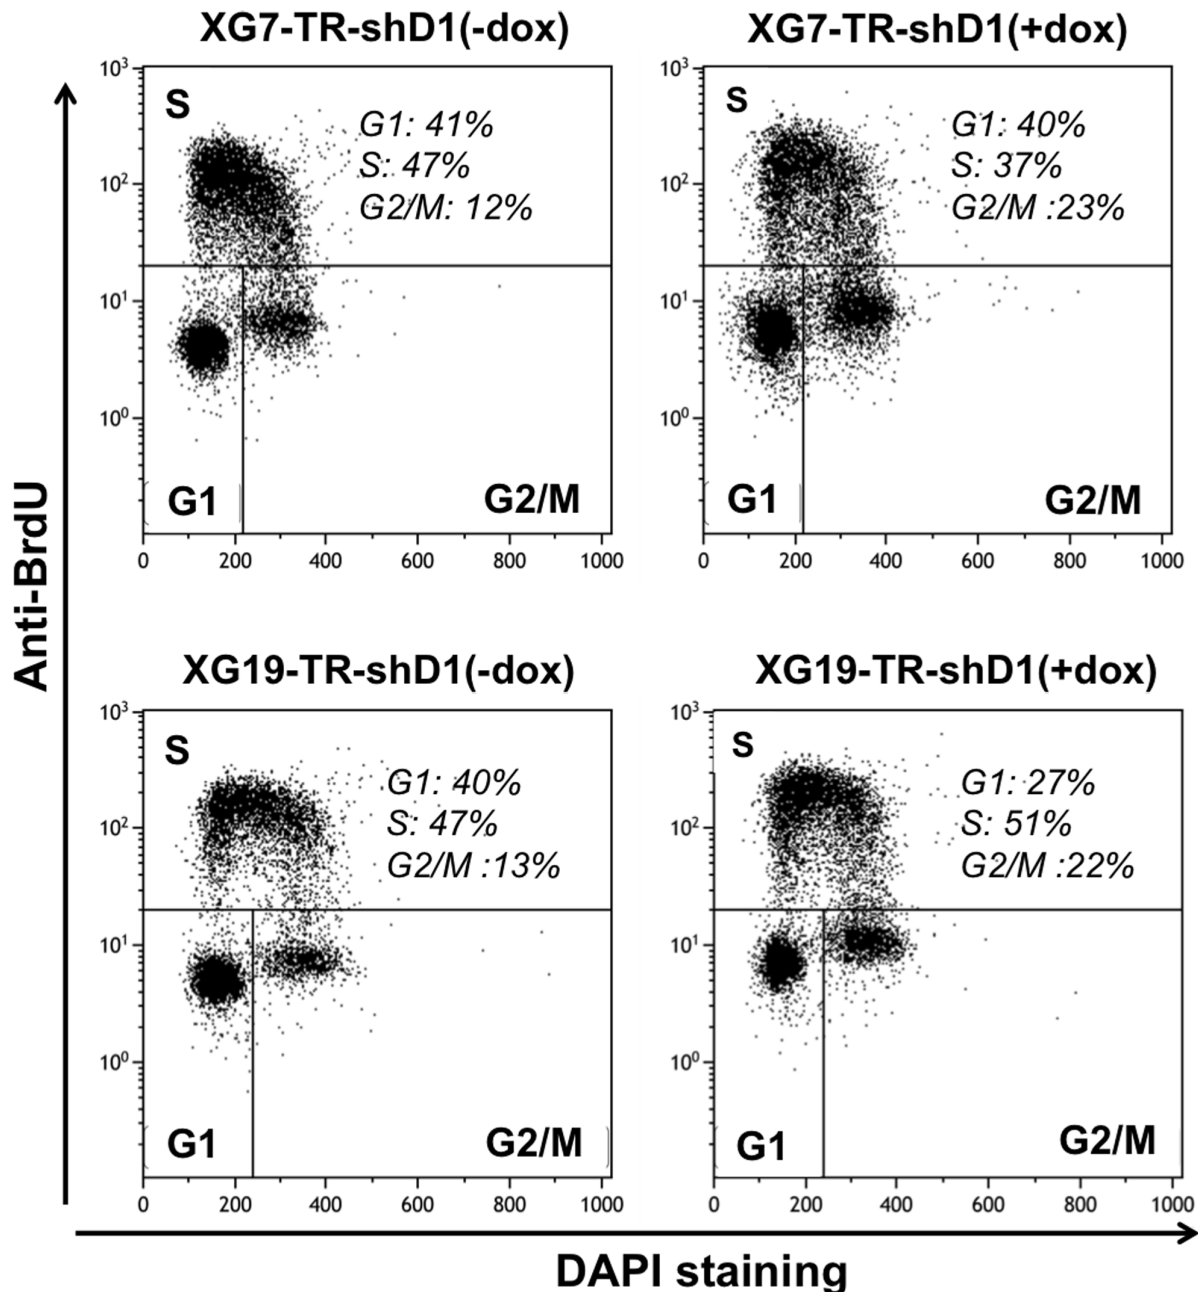 XG7-TR-shD1(-dox)
XG7-TR-shD1(+dox)
10³
10²
10¹
10⁰
S
G1: 41%
S: 47%
G2/M: 12%
G1
G2/M
0 200 400 600 800 1000
10³
10²
10¹
10⁰
S
G1: 40%
S: 37%
G2/M :23%
G1
G2/M
0 200 400 600 800 1000
Anti-BrdU
XG19-TR-shD1(-dox)
XG19-TR-shD1(+dox)
10³
10²
10¹
10⁰
S
G1: 40%
S: 47%
G2/M :13%
G1
G2/M
0 200 400 600 800 1000
10³
10²
10¹
10⁰
S
G1: 27%
S: 51%
G2/M :22%
G1
G2/M
0 200 400 600 800 1000
DAPI staining